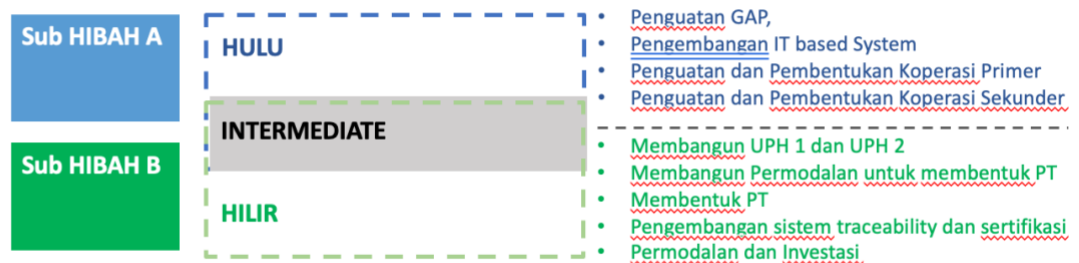 Sub HIBAH A
HULU
• Penguatan GAP,
• Pengembangan IT based System
• Penguatan dan Pembentukan Koperasi Primer
• Penguatan dan Pembentukan Koperasi Sekunder
INTERMEDIATE
Sub HIBAH B
HILIR
• Membangun UPH 1 dan UPH 2
• Membangun Permodalan untuk membentuk PT
• Membentuk PT
• Pengembangan sistem traceability dan sertifikasi
• Permodalan dan Investasi